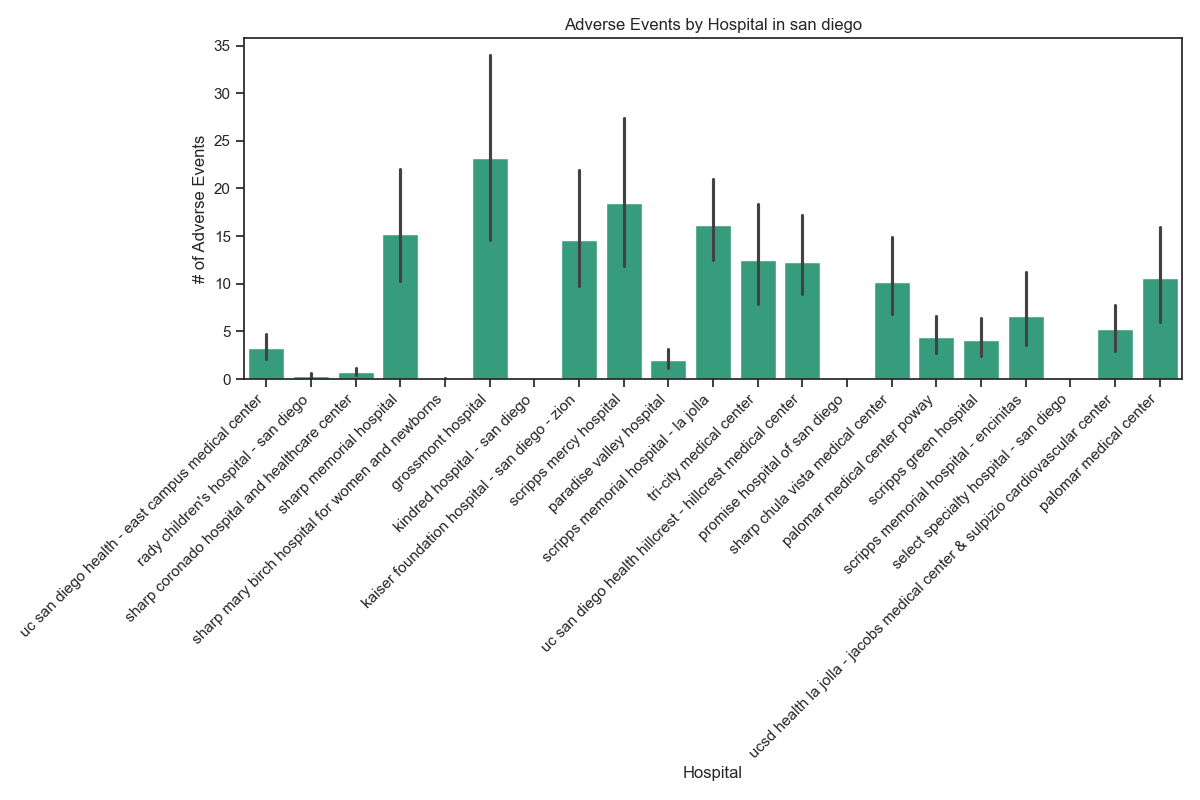 Adverse Events by Hospital in san diego
# of Adverse Events
35
30
25
20
15
10
5
0
uc san diego health - east campus medical center
rady children's hospital - san diego
sharp coronado hospital and healthcare center
sharp memorial hospital
sharp mary birch hospital for women and newborns
grossmont hospital
kindred hospital - san diego
kaiser foundation hospital - san diego - zion
scripps mercy hospital
paradise valley hospital
scripps memorial hospital - la jolla
tri-city medical center
uc san diego health hillcrest - hillcrest medical center
promise hospital of san diego
sharp chula vista medical center
palomar medical center poway
scripps green hospital
scripps memorial hospital - encinitas
select specialty hospital - san diego
ucsd health la jolla - jacobs medical center & sulpizio cardiovascular center
palomar medical center
Hospital